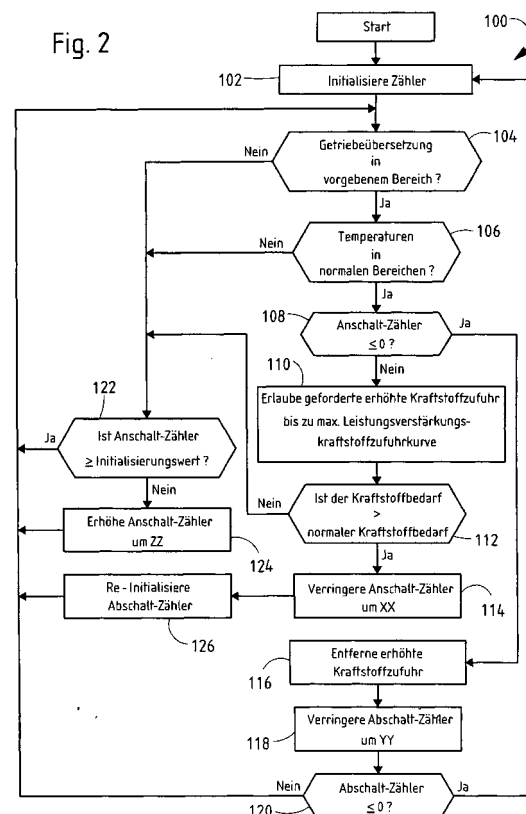 Fig. 2
Start
100
102
Initialisiere Zähler
104
Nein
Getriebeübersetzung
in
vorgebenem Bereich ?
Ja
106
Nein
Temperaturen
in
normalen Bereichen ?
Ja
108
Anschalt-Zähler
≤ 0 ?
Ja
Nein
110
Erlaube geforderte erhöhte Kraftstoffzufuhr
bis zu max. Leistungsverstärkungs-
kraftstoffzufuhrkurve
122
Ja
Ist Anschalt-Zähler
≥ Initialisierungswert ?
Nein
Nein
Ist der Kraftstoffbedarf
>
normaler Kraftstoffbedarf
112
Ja
Erhöhe Anschalt-Zähler
um ZZ
124
Re - Initialisiere
Abschalt-Zähler
126
Verringere Anschalt-Zähler
um XX
114
116
Entferne erhöhte
Kraftstoffzufuhr
118
Verringere Abschalt-Zähler
um YY
Nein
Abschalt-Zähler
≤ 0 ?
Ja
120